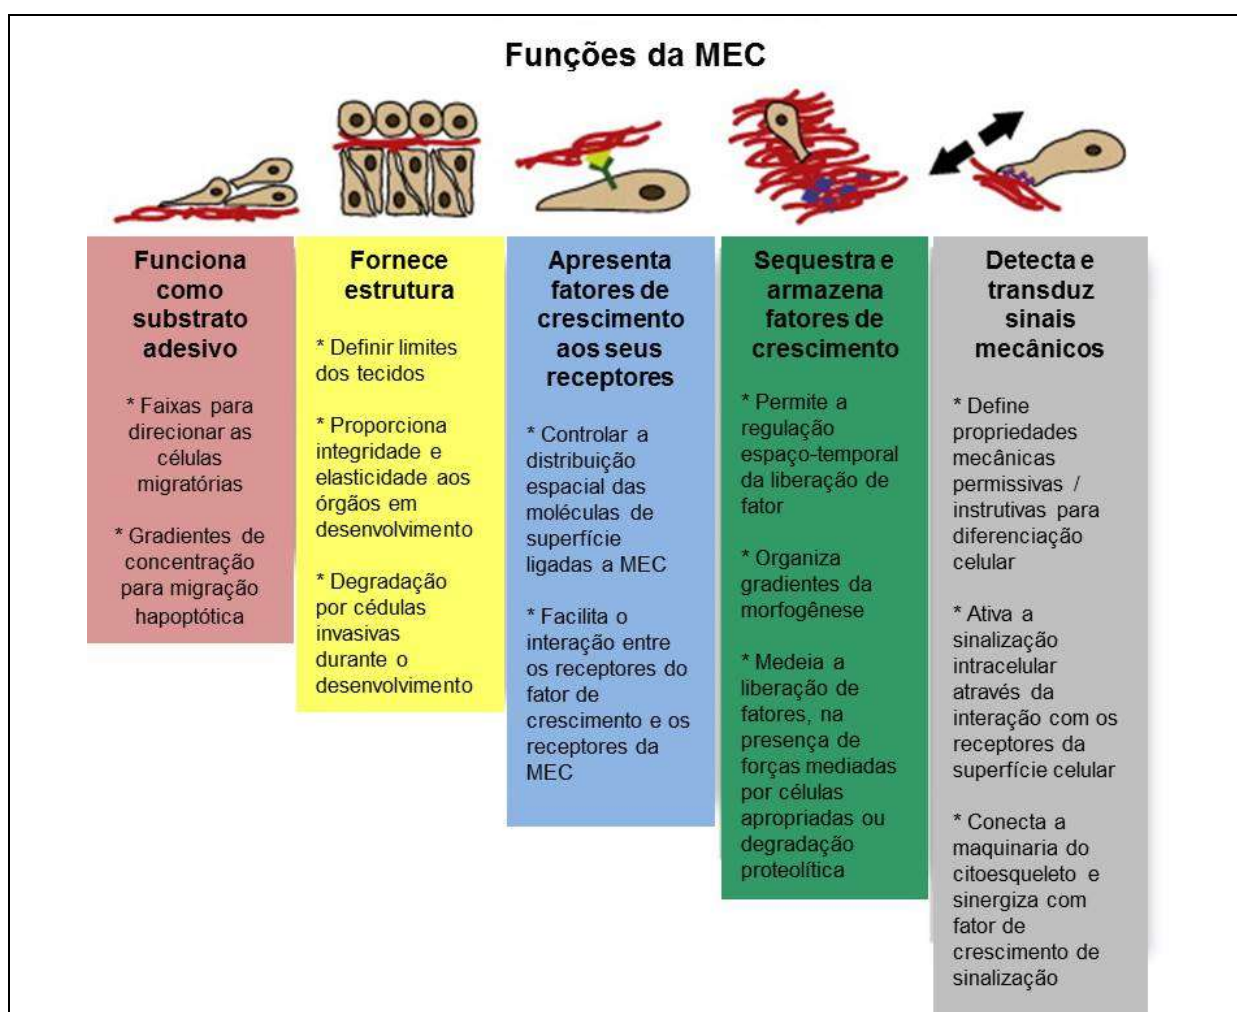 Funções da MEC
Funciona
como
substrato
adesivo
* Faixas para
direcionar as
células
migratórias
* Gradientes de
concentração
para migração
hapoptótica
Fornece
estrutura
* Definir limites
dos tecidos
* Proporciona
integridade e
elasticidade aos
órgãos em
desenvolvimento
* Degradação
por cédulas
invasivas
durante o
desenvolvimento
Apresenta
fatores de
crescimento
aos seus
receptores
* Controlar a
distribuição
espacial das
moléculas de
superfície
ligadas a MEC
* Facilita o
interação entre
os receptores do
fator de
crescimento e os
receptores da
MEC
Sequestra e
armazena
fatores de
crescimento
* Permite a
regulação
espaço-temporal
da liberação de
fator
* Organiza
gradientes da
morfogênese
* Medeia a
liberação de
fatores, na
presença de
forças mediadas
por células
apropriadas ou
degradação
proteolítica
Detecta e
transduz
sinais
mecânicos
* Define
propriedades
mecânicas
permissivas /
instrutivas para
diferenciação
celular
* Ativa a
sinalização
intracelular
através da
interação com os
receptores da
superfície celular
* Conecta a
maquinaria do
citoesqueleto e
sinergiza com
fator de
crescimento de
sinalização